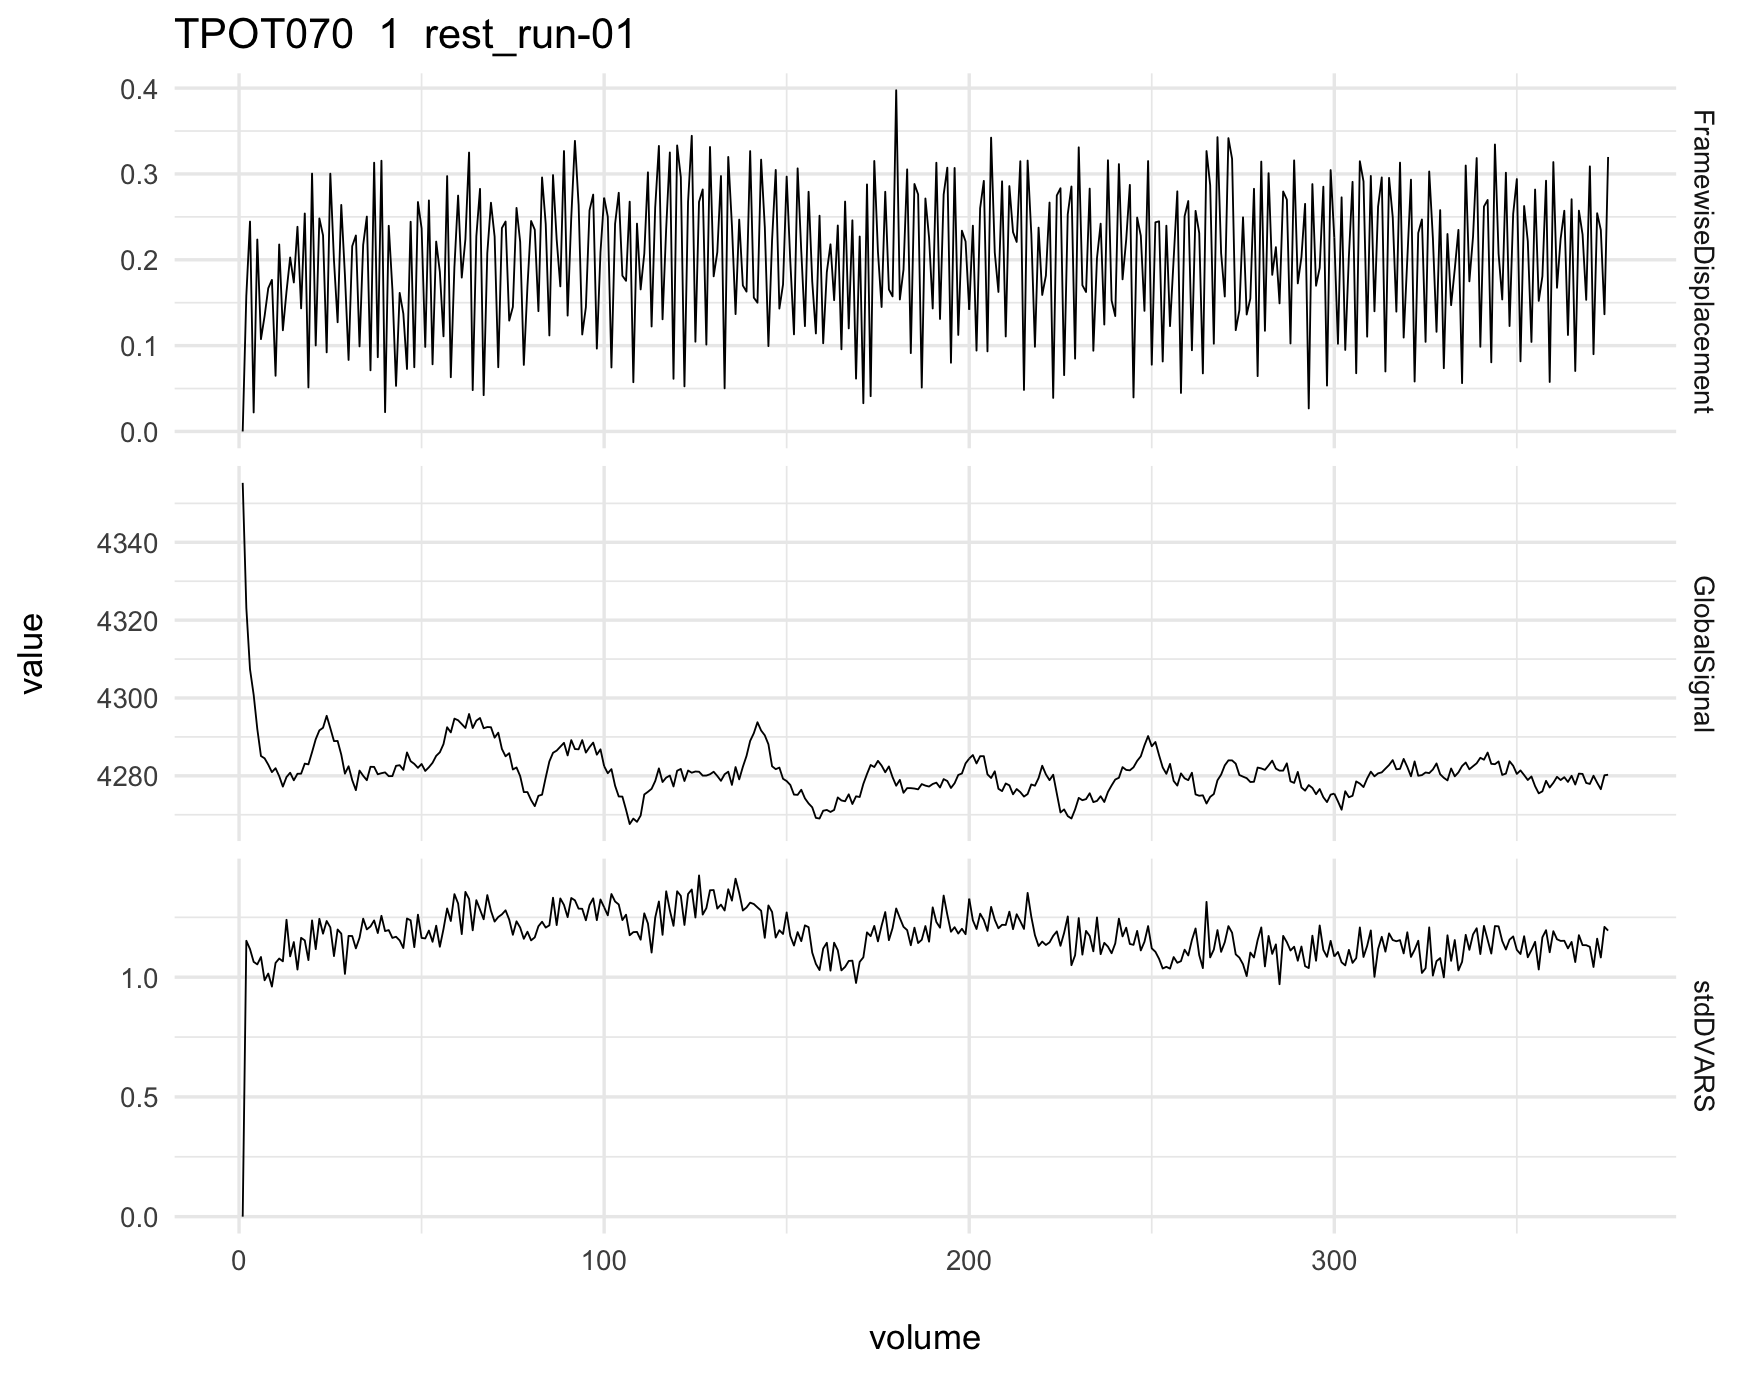 TPOT070  1  rest_run-01
0.4
0.3
0.2
0.1
0.0
FramewiseDisplacement
4340
4320
4300
4280
GlobalSignal
value
1.0
0.5
0.0
stdDVARS
0 100 200 300
volume